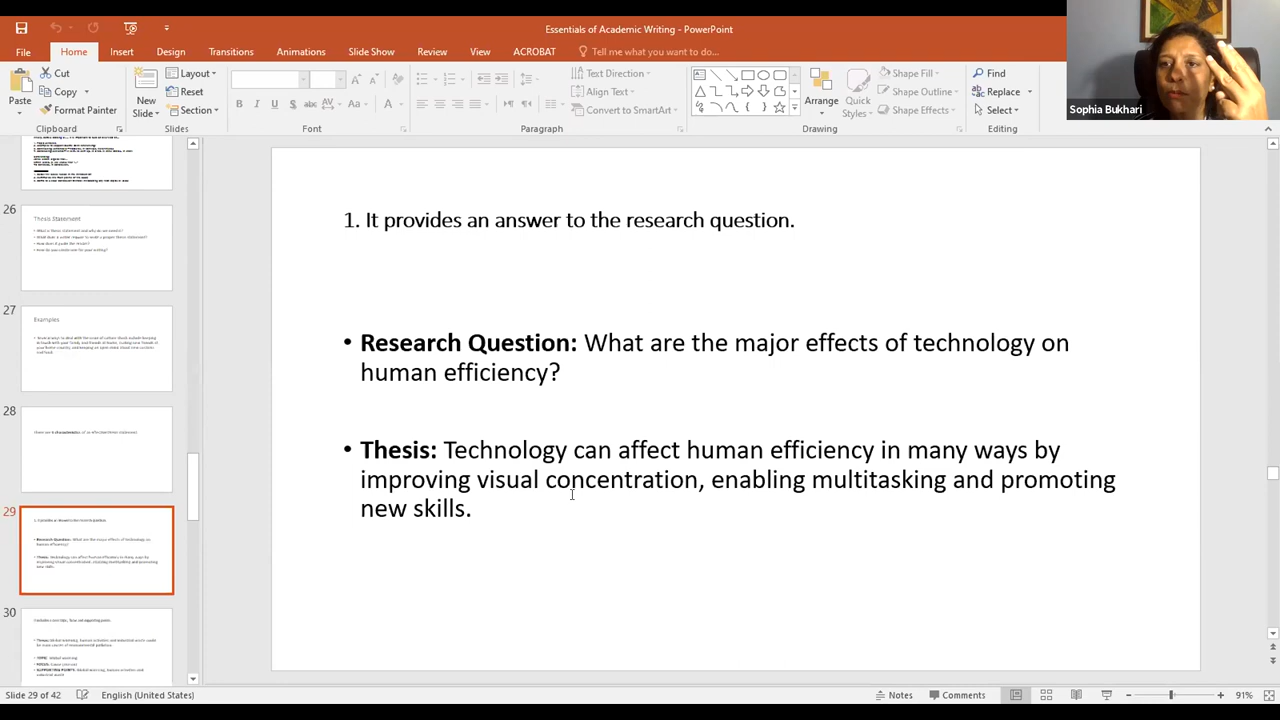 Essentials of Academic Writing - PowerPoint
File Home Insert Design Transitions Animations Slide Show Review View ACROBAT Tell me what you want to do...
Paste
Cut
Copy
Format Painter
Clipboard
New Slide
Layout
Reset
Section
Slides
Font
Text Direction
Align Text
Convert to SmartArt
Paragraph
Arrange
Quick Styles
Shape Fill
Shape Outline
Shape Effects
Drawing
Find
Replace
Select
Editing
Sophia Bukhari
26
Thesis Statement
27
Examples
28
29
30
1. It provides an answer to the research question.
• Research Question: What are the major effects of technology on
human efficiency?
• Thesis: Technology can affect human efficiency in many ways by
improving visual concentration, enabling multitasking and promoting
new skills.
Slide 29 of 42 English (United States) Notes Comments 91%